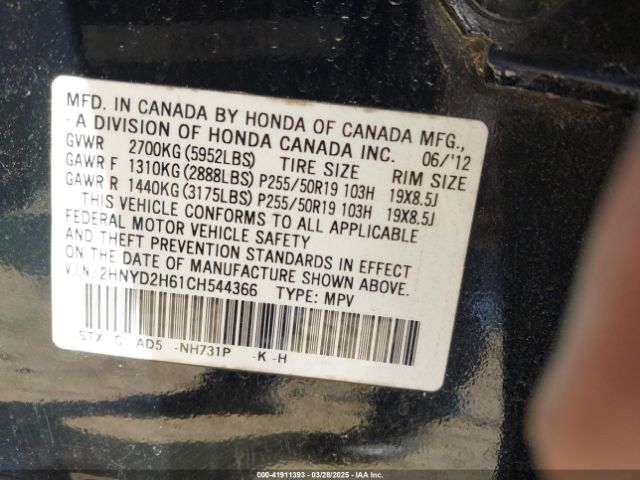 MFD. IN CANADA BY HONDA OF CANADA MFG.,
A DIVISION OF HONDA CANADA INC. 06/'12
GVWR 2700KG (5952LBS) TIRE SIZE RIM SIZE
GAWR F 1310KG (2888LBS) P255/50R19 103H 19X8.5J
GAWR R 1440KG (3175LBS) P255/50R19 103H 19X8.5J
THIS VEHICLE CONFORMS TO ALL APPLICABLE
FEDERAL MOTOR VEHICLE SAFETY
AND THEFT PREVENTION STANDARDS IN EFFECT
ON THE DATE OF MANUFACTURE SHOWN ABOVE.
V.I.N: 2HNYD2H61CH544366 TYPE: MPV
STX C AD5 -NH731P -K -H
00-41911393 — 03/28/2025 — IAA Inc.